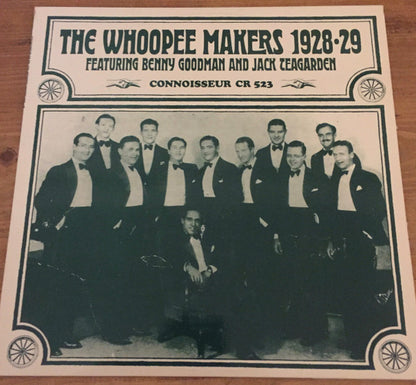 THE WHOOPEE MAKERS 1928-29
FEATURING BENNY GOODMAN AND JACK TEAGARDEN
CONNOISSEUR CR 523